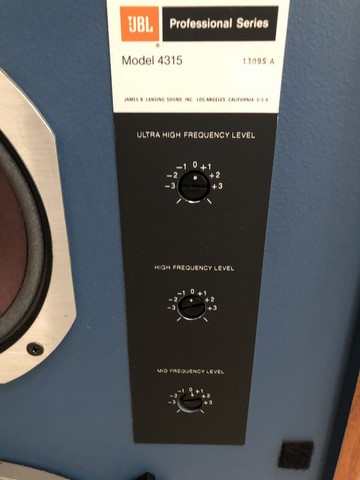 JBL Professional Series
Model 4315 13095 A
JAMES B. LANSING SOUND, INC. LOS ANGELES, CALIFORNIA, U.S.A.
ULTRA HIGH FREQUENCY LEVEL
-1 0 +1
-2 +2
-3 +3
HIGH FREQUENCY LEVEL
-1 0 +1
-2 +2
-3 +3
MID FREQUENCY LEVEL
-1 0 +1
-2 +2
-3 +3